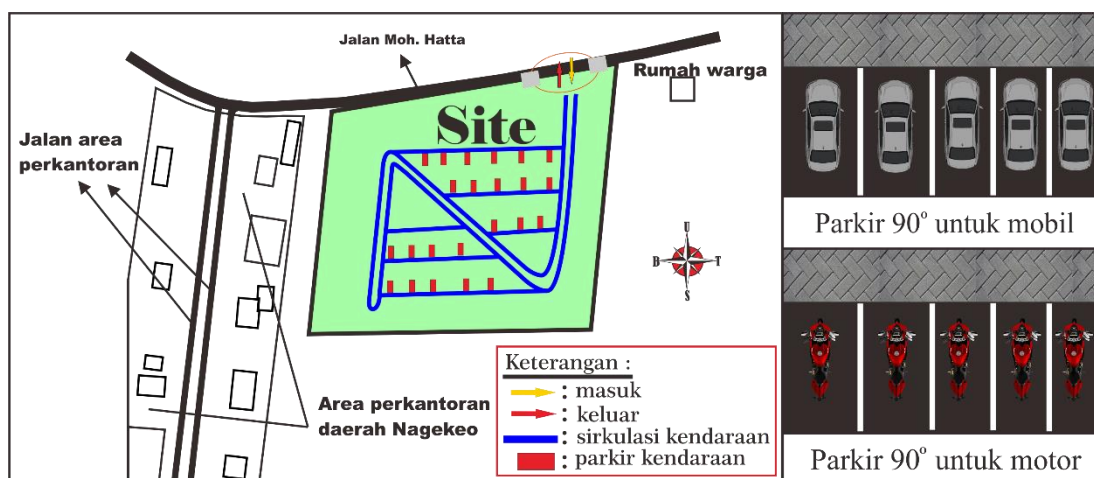 Jalan Moh. Hatta
Rumah warga
Site
Jalan area
perkantoran
U
B T
S
Area perkantoran
daerah Nagekeo
Keterangan :
: masuk
: keluar
: sirkulasi kendaraan
: parkir kendaraan
Parkir 90° untuk mobil
Parkir 90° untuk motor